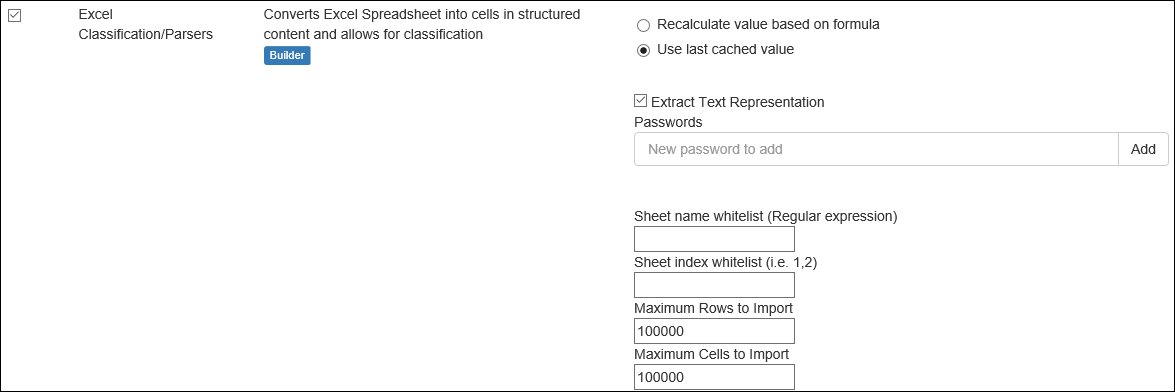 Excel
Classification/Parsers
Converts Excel Spreadsheet into cells in structured
content and allows for classification
Builder
Recalculate value based on formula
Use last cached value
Extract Text Representation
Passwords
New password to add
Add
Sheet name whitelist (Regular expression)
Sheet index whitelist (i.e. 1,2)
Maximum Rows to Import
100000
Maximum Cells to Import
100000